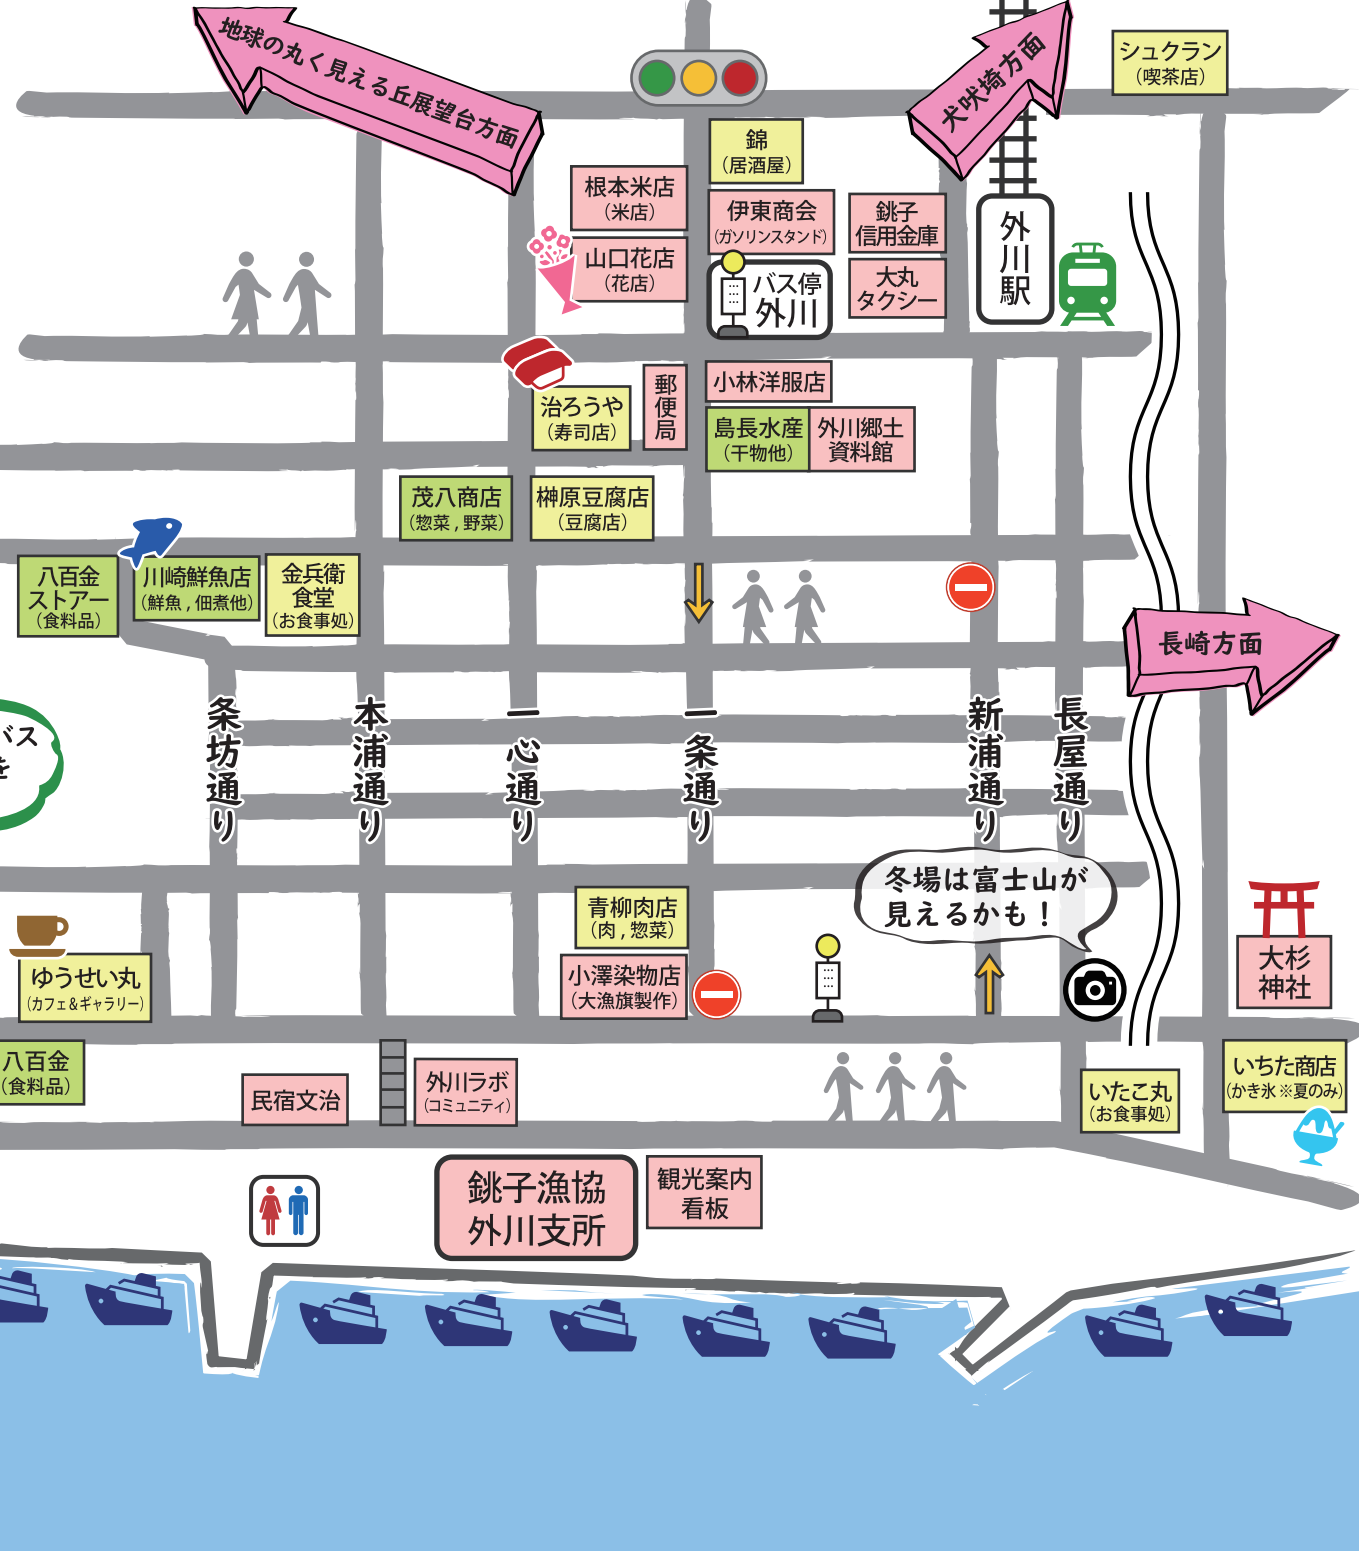 地球の丸く見える丘展望台方面
犬吠埼方面
シュクラン
（喫茶店）
錦
（居酒屋）
根本米店
（米店）
伊東商会
（ガソリンスタンド）
銚子
信用金庫
外川駅
山口花店
（花店）
バス停
外川
大丸
タクシー
小林洋服店
郵便局
治ろうや
（寿司店）
島長水産
（干物他）
外川郷土
資料館
茂八商店
（惣菜，野菜）
榊原豆腐店
（豆腐店）
八百金
ストアー
（食料品）
川崎鮮魚店
（鮮魚，佃煮他）
金兵衛
食堂
（お食事処）
長崎方面
バス
を
条坊通り
本浦通り
一心通り
一条通り
新浦通り
長屋通り
冬場は富士山が
見えるかも！
青柳肉店
（肉，惣菜）
小澤染物店
（大漁旗製作）
大杉
神社
ゆうせい丸
（カフェ＆ギャラリー）
八百金
（食料品）
民宿文治
外川ラボ
（コミュニティ）
いたこ丸
（お食事処）
いちた商店
（かき氷 ※夏のみ）
銚子漁協
外川支所
観光案内
看板